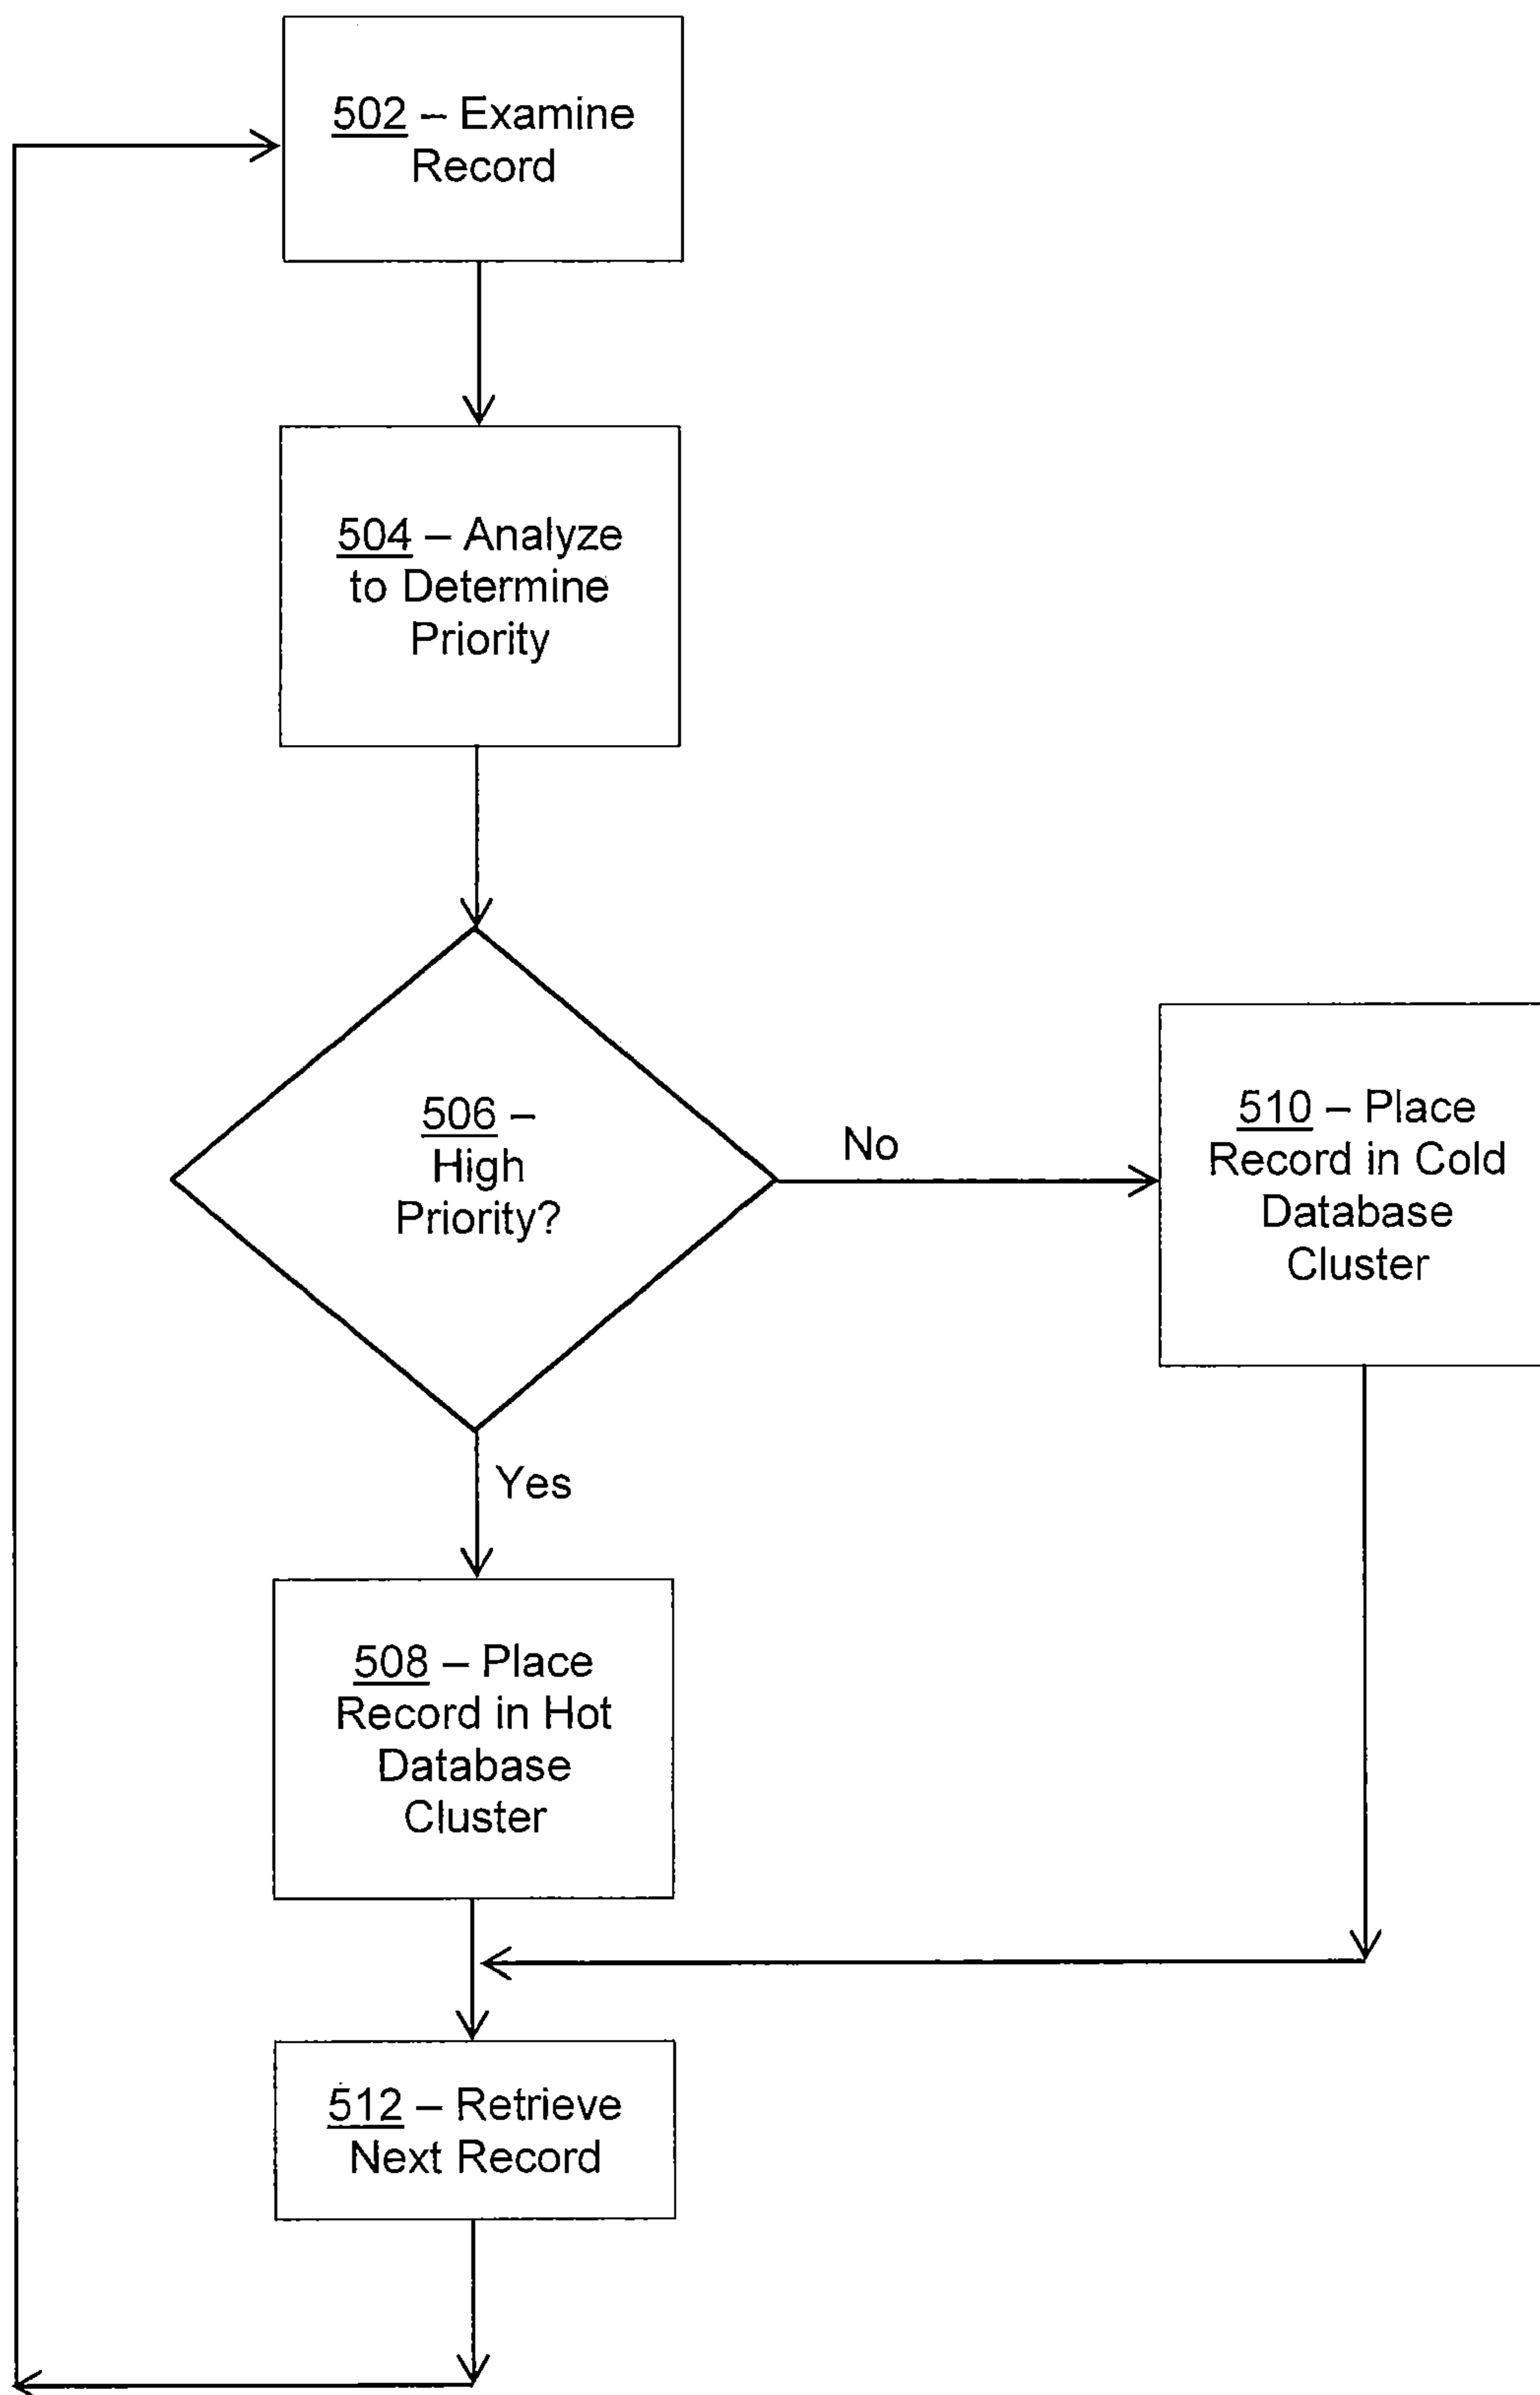 502 – Examine
Record
504 – Analyze
to Determine
Priority
506 –
High
Priority?
No
510 – Place
Record in Cold
Database
Cluster
Yes
508 – Place
Record in Hot
Database
Cluster
512 – Retrieve
Next Record